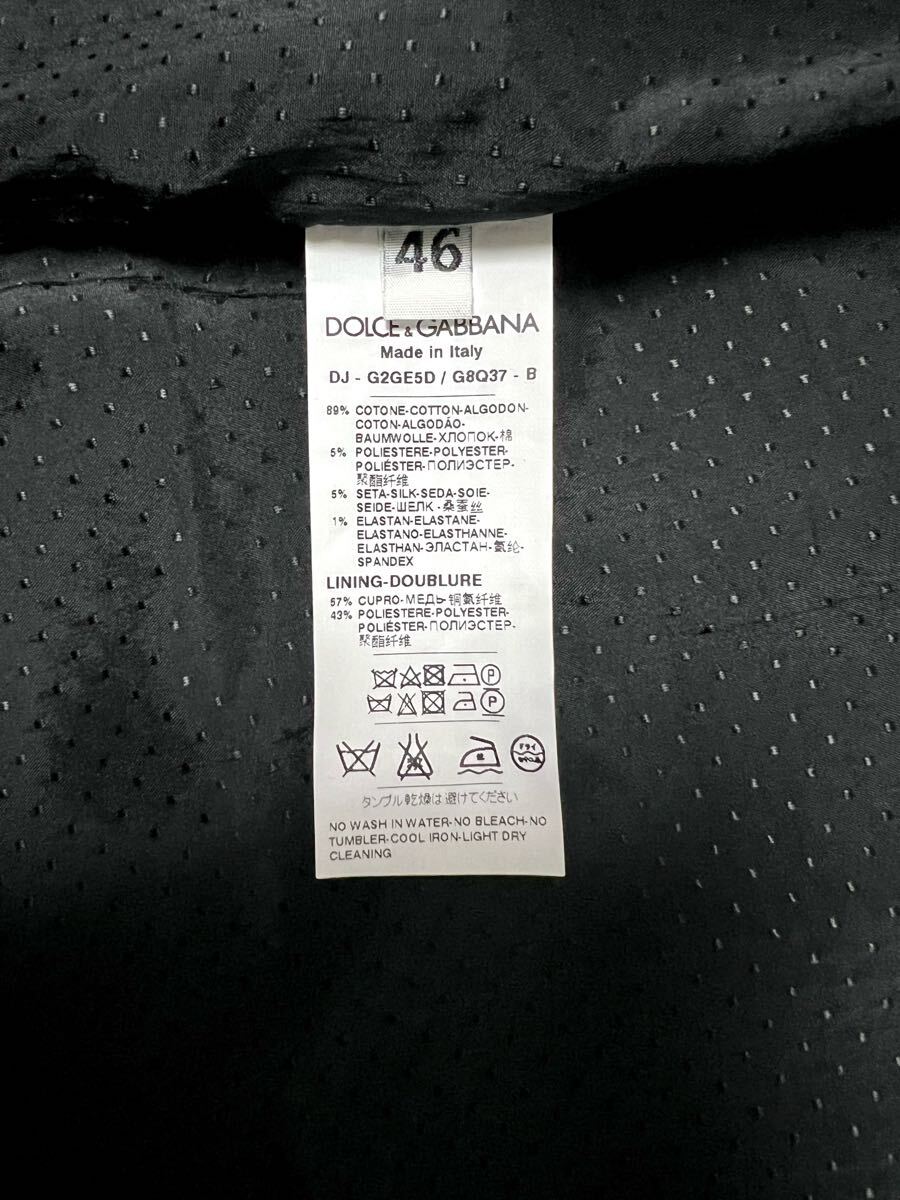 46
DOLCE & GABBANA
Made in Italy
DJ - G2GE5D / G8Q37 - B
89% COTONE-COTTON-ALGODON-
COTON-ALGODÃO-
BAUMWOLLE-ХЛОПОК-棉
5% POLIESTERE-POLYESTER-
POLIÉSTER-ПОЛИЭСТЕР-
聚酯纤维
5% SETA-SILK-SEDA-SOIE-
SEIDE-ШЕЛК-桑蚕丝
1% ELASTAN-ELASTANE-
ELASTANO-ELASTHANNE-
ELASTHAN-ЭЛАСТАН-氨纶-
SPANDEX
LINING-DOUBLURE
57% CUPRO-МЕДЬ-铜氨纤维
43% POLIESTERE-POLYESTER-
POLIÉSTER-ПОЛИЭСТЕР-
聚酯纤维
P
P
ドライ
タンブル乾燥は避けてください
NO WASH IN WATER-NO BLEACH-NO
TUMBLER-COOL IRON-LIGHT DRY
CLEANING